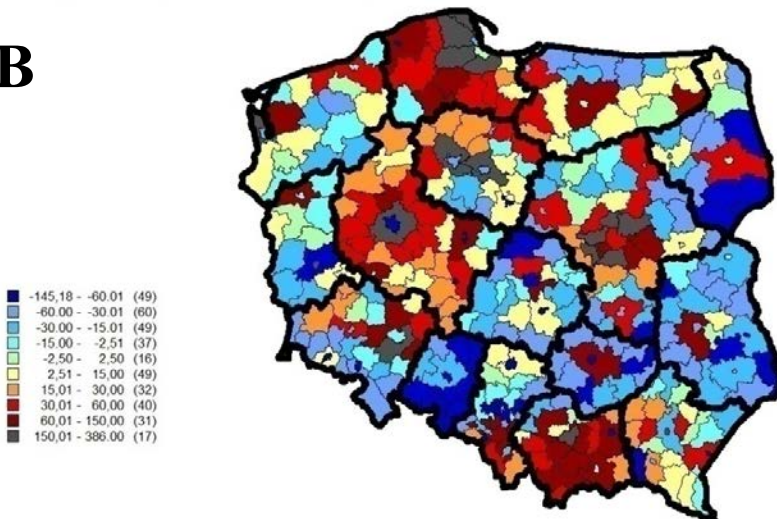 B
-145,18 - -60.01 (49)
-60.00 - -30.01 (60)
-30.00 - -15.01 (49)
-15.00 - -2,51 (37)
-2,50 - 2,50 (16)
2,51 - 15,00 (49)
15,01 - 30,00 (32)
30,01 - 60,00 (40)
60,01 - 150,00 (31)
150,01 - 386.00 (17)